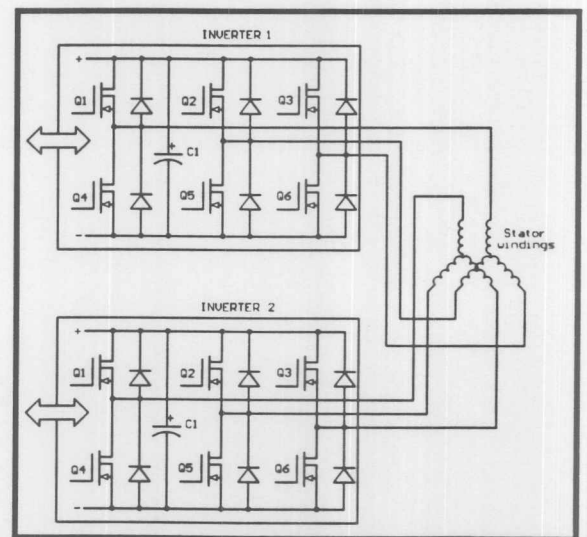 INVERTER 1
+
Q1
Q2
Q3
+
C1
Q4
Q5
Q6
-
Stator
windings
INVERTER 2
+
Q1
Q2
Q3
+
C1
Q4
Q5
Q6
-